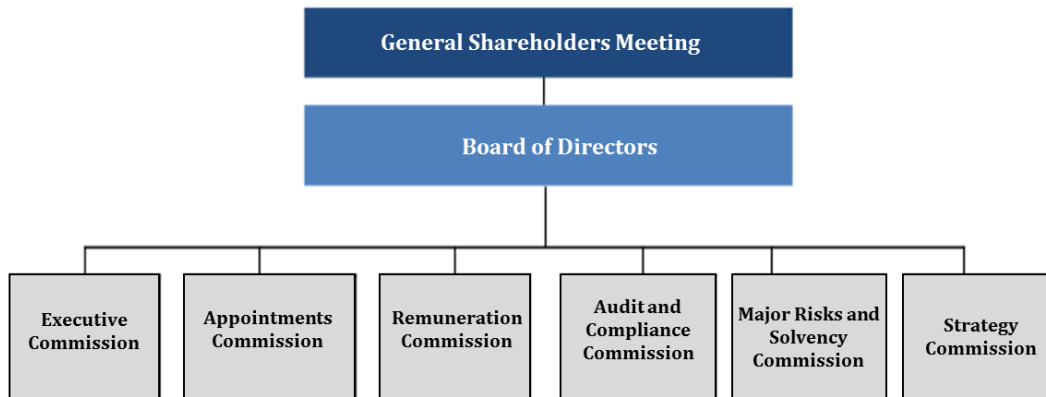 General Shareholders Meeting
Board of Directors
Executive
Commission
Appointments
Commission
Remuneration
Commission
Audit and
Compliance
Commission
Major Risks and
Solvency
Commission
Strategy
Commission